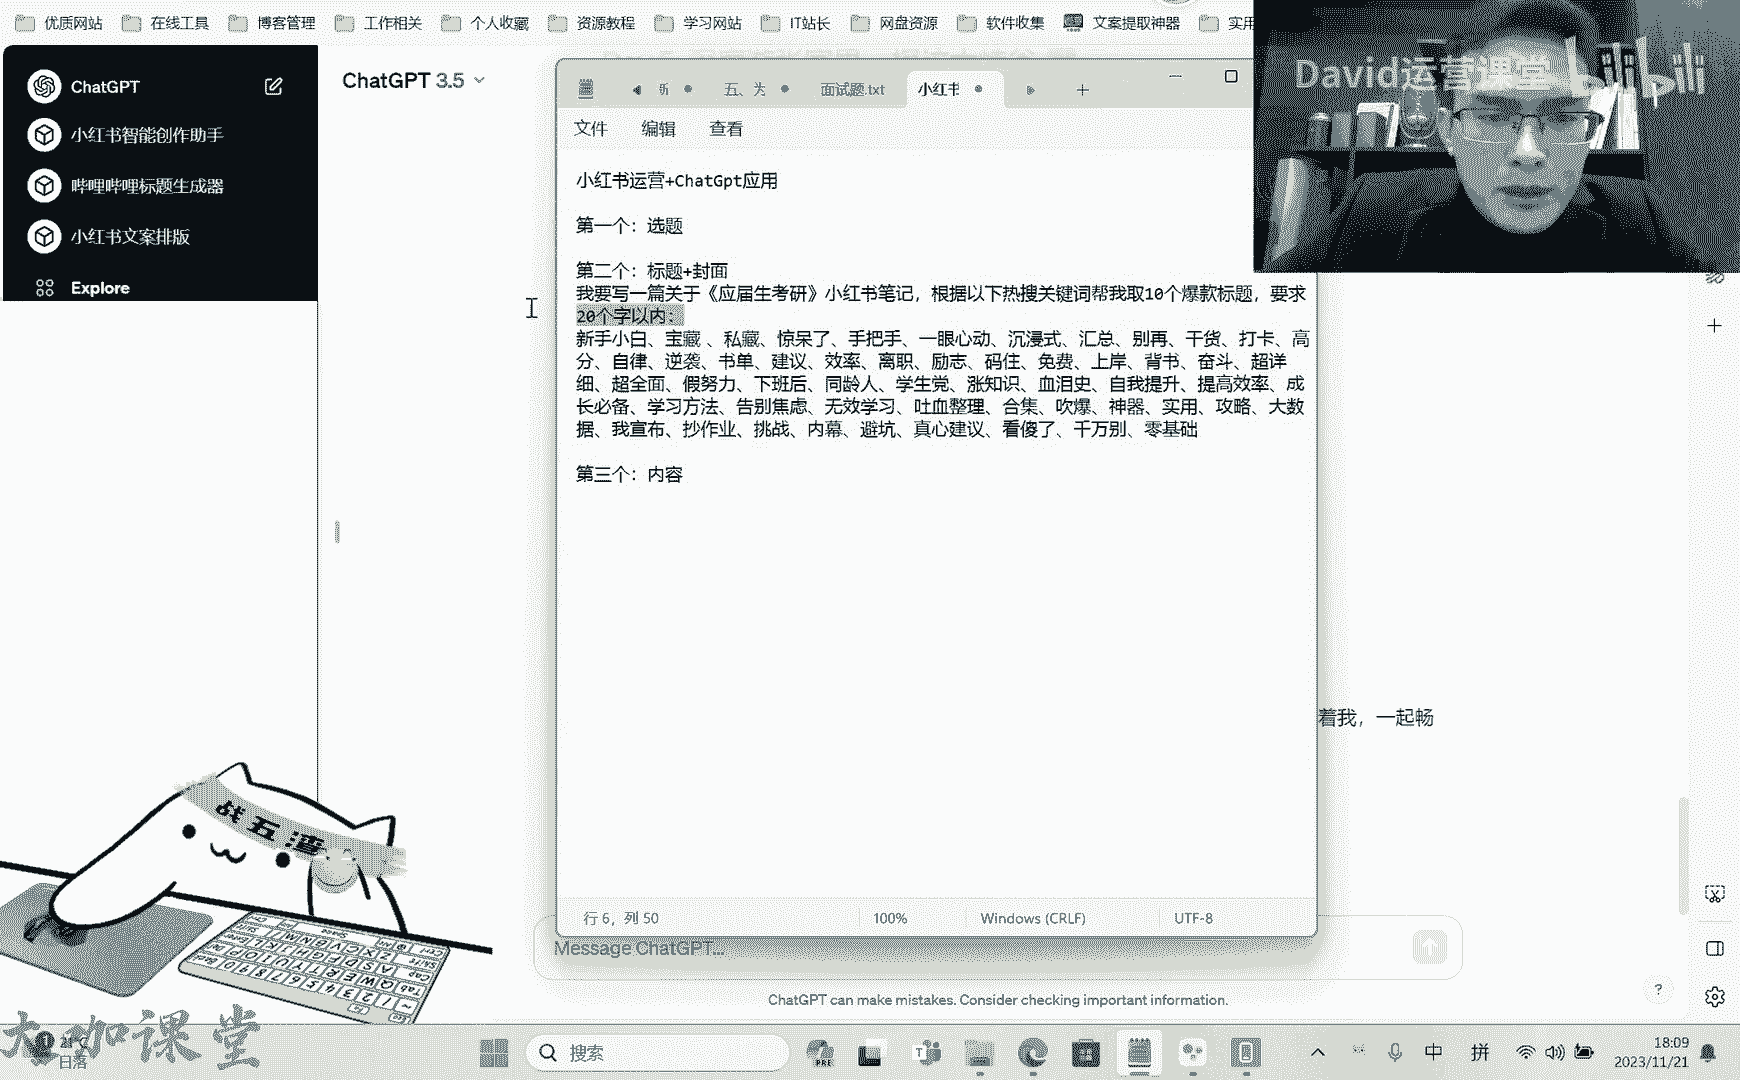 优质网站 在线工具 博客管理 工作相关 个人收藏 资源教程 学习网站 IT站长 网盘资源 软件收集 文案提取神器 实用
David运营课堂 bilibili
ChatGPT
小红书智能创作助手
哔哩哔哩标题生成器
小红书文案排版
Explore
ChatGPT 3.5
五、为 面试题.txt 小红书
文件 编辑 查看
小红书运营+ChatGpt应用
第一个：选题
第二个：标题+封面
我要写一篇关于《应届生考研》小红书笔记，根据以下热搜关键词帮我取10个爆款标题，要求
20个字以内：
新手小白、宝藏 、私藏、惊呆了、手把手、一眼心动、沉浸式、汇总、别再、干货、打卡、高
分、自律、逆袭、书单、建议、效率、离职、励志、码住、免费、上岸、背书、奋斗、超详
细、超全面、假努力、下班后、同龄人、学生党、涨知识、血泪史、自我提升、提高效率、成
长必备、学习方法、告别焦虑、无效学习、吐血整理、合集、吹爆、神器、实用、攻略、大数
据、我宣布、抄作业、挑战、内幕、避坑、真心建议、看傻了、千万别、零基础
第三个：内容
着我，一起畅
行 6，列 50 100% Windows (CRLF) UTF-8
Message ChatGPT...
ChatGPT can make mistakes. Consider checking important information.
?
战五渣
大咖课堂
21°C
日落
搜索
中 拼
18:09
2023/11/21